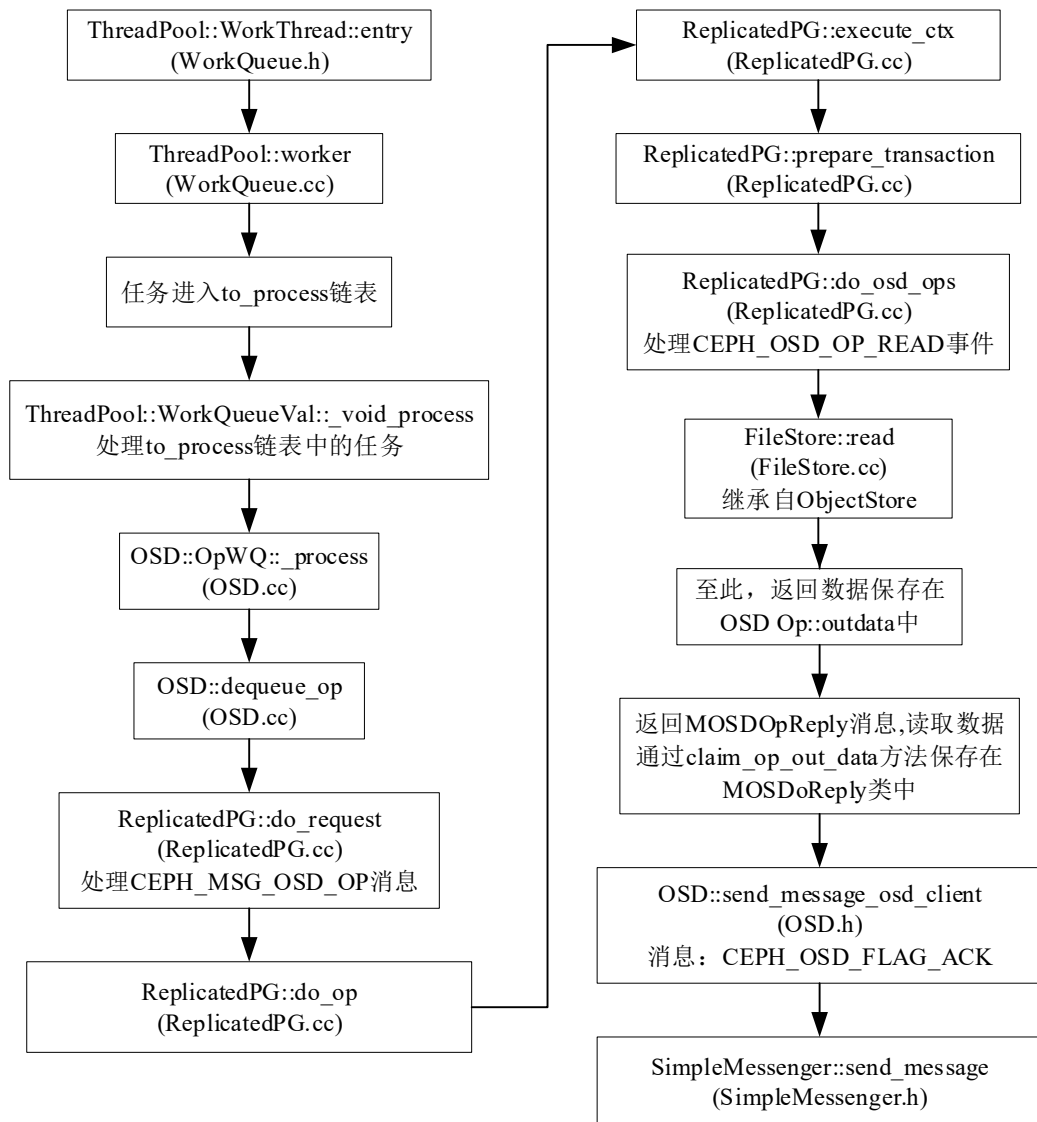 ThreadPool::WorkThread::entry
(WorkQueue.h)
ThreadPool::worker
(WorkQueue.cc)
任务进入to_process链表
ThreadPool::WorkQueueVal::_void_process
处理to_process链表中的任务
OSD::OpWQ::_process
(OSD.cc)
OSD::dequeue_op
(OSD.cc)
ReplicatedPG::do_request
(ReplicatedPG.cc)
处理CEPH_MSG_OSD_OP消息
ReplicatedPG::do_op
(ReplicatedPG.cc)
ReplicatedPG::execute_ctx
(ReplicatedPG.cc)
ReplicatedPG::prepare_transaction
(ReplicatedPG.cc)
ReplicatedPG::do_osd_ops
(ReplicatedPG.cc)
处理CEPH_OSD_OP_READ事件
FileStore::read
(FileStore.cc)
继承自ObjectStore
至此，返回数据保存在
OSD Op::outdata中
返回MOSDOpReply消息,读取数据
通过claim_op_out_data方法保存在
MOSDoReply类中
OSD::send_message_osd_client
(OSD.h)
消息：CEPH_OSD_FLAG_ACK
SimpleMessenger::send_message
(SimpleMessenger.h)